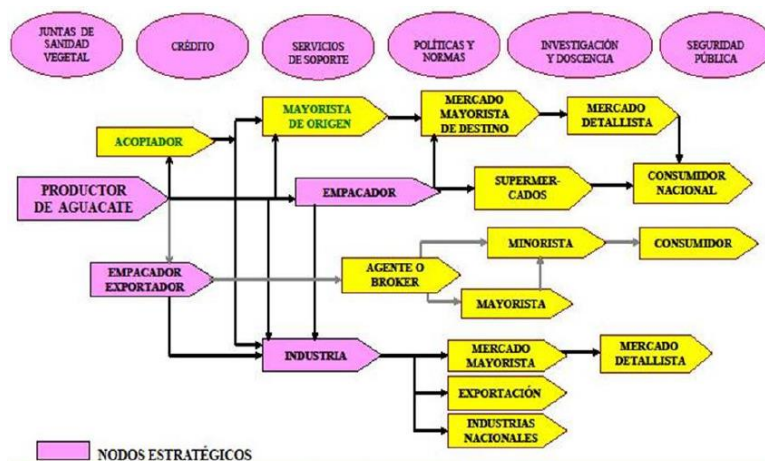 JUNTAS DE
SANIDAD
VEGETAL
CRÉDITO
SERVICIOS
DE SOPORTE
POLÍTICAS Y
NORMAS
INVESTIGACIÓN
Y DOSCENCIA
SEGURIDAD
PÚBLICA
ACOPIADOR
MAYORISTA
DE ORIGEN
MERCADO
MAYORISTA
DE DESTINO
MERCADO
DETALLISTA
PRODUCTOR
DE AGUACATE
EMPACADOR
SUPERMER-
CADOS
CONSUMIDOR
NACIONAL
EMPACADOR
EXPORTADOR
AGENTE O
BROKER
MINORISTA
CONSUMIDOR
MAYORISTA
INDUSTRIA
MERCADO
MAYORISTA
MERCADO
DETALLISTA
EXPORTACIÓN
INDUSTRIAS
NACIONALES
NODOS ESTRATÉGICOS